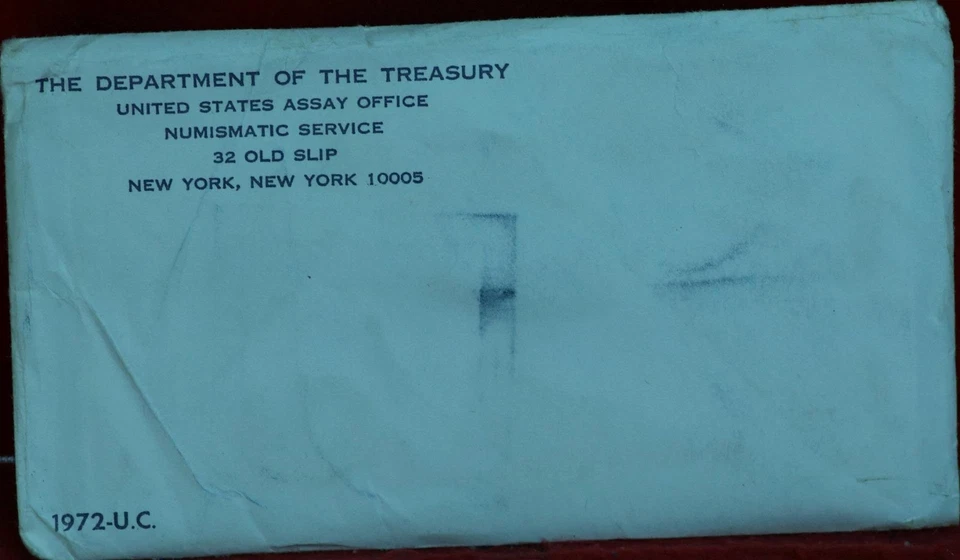 THE DEPARTMENT OF THE TREASURY
UNITED STATES ASSAY OFFICE
NUMISMATIC SERVICE
32 OLD SLIP
NEW YORK, NEW YORK 10005
1972-U.C.